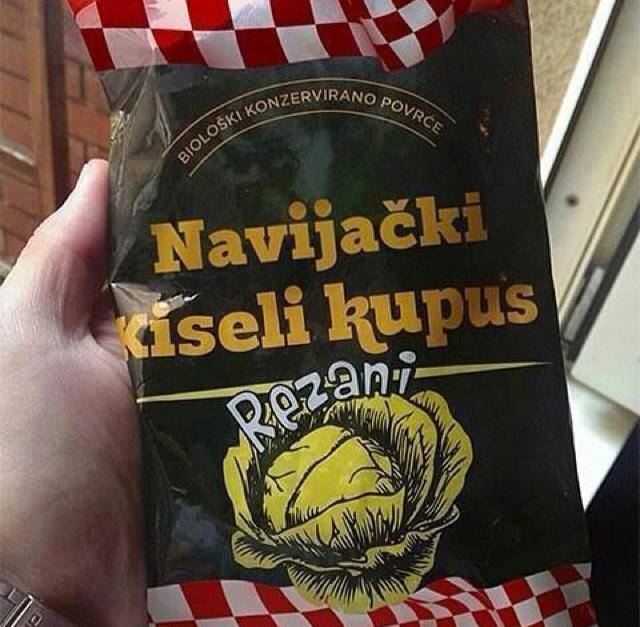 BIOLOŠKI KONZERVIRANO POVRĆE
Navijački
kiseli kupus
Rezani